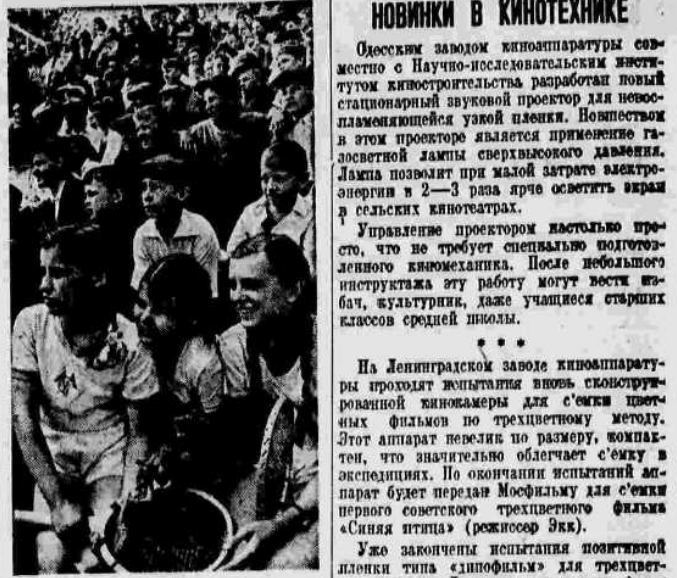 НОВИНКИ В КИНОТЕХНИКЕ
Одесским заводом киноаппаратуры сов-
местно с Научно-исследовательским инсти-
тутом киностроительства разработан новый
стационарный звуковой проектор для невос-
пламеняющейся узкой пленки. Новшеством
в этом проекторе является применение га-
зосветной лампы сверхвысокого давления.
Лампа позволит при малой затрате электро-
энергии в 2—3 раза ярче осветить экран
в сельских кинотеатрах.
Управление проектором настолько про-
сто, что не требует специально подготов-
ленного киномеханика. После небольшого
инструктажа эту работу могут вести из-
бач, культурник, даже учащиеся старших
классов средней школы.
* * *
На Ленинградском заводе киноаппарату-
ры проходят испытания вновь сконструи-
рованной кинокамеры для с'емки цвет-
ных фильмов по трехцветному методу.
Этот аппарат невелик по размеру, компак-
тен, что значительно облегчает с'емку в
экспедициях. По окончании испытаний ап-
парат будет передан Мосфильму для с'емки
первого советского трехцветного фильма
«Синяя птица» (режиссер Экк).
Уже закончены испытания позитивной
пленки типа «дипофильм» для трехцвет-